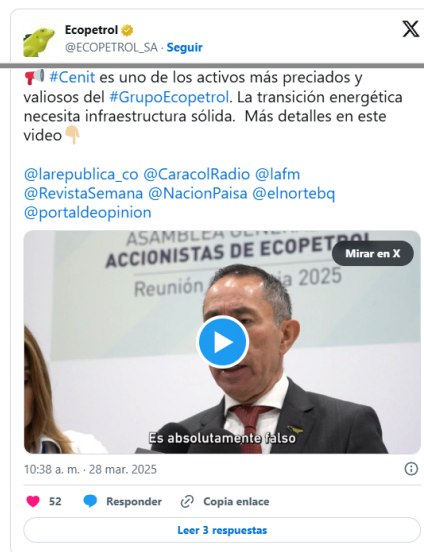 Ecopetrol
@ECOPETROL_SA · Seguir
#Cenit es uno de los activos más preciados y
valiosos del #GrupoEcopetrol. La transición energética
necesita infraestructura sólida. Más detalles en este
video
@larepublica_co @CaracolRadio @lafm
@RevistaSemana @NacionPaisa @elnortebq
@portaldeopinion
ASAMBLEA GENERAL
ACCIONISTAS DE ECOPETROL
Mirar en X
Reunión ia 2025
Es absolutamente falso
10:38 a. m. · 28 mar. 2025
52 Responder Copia enlace
Leer 3 respuestas